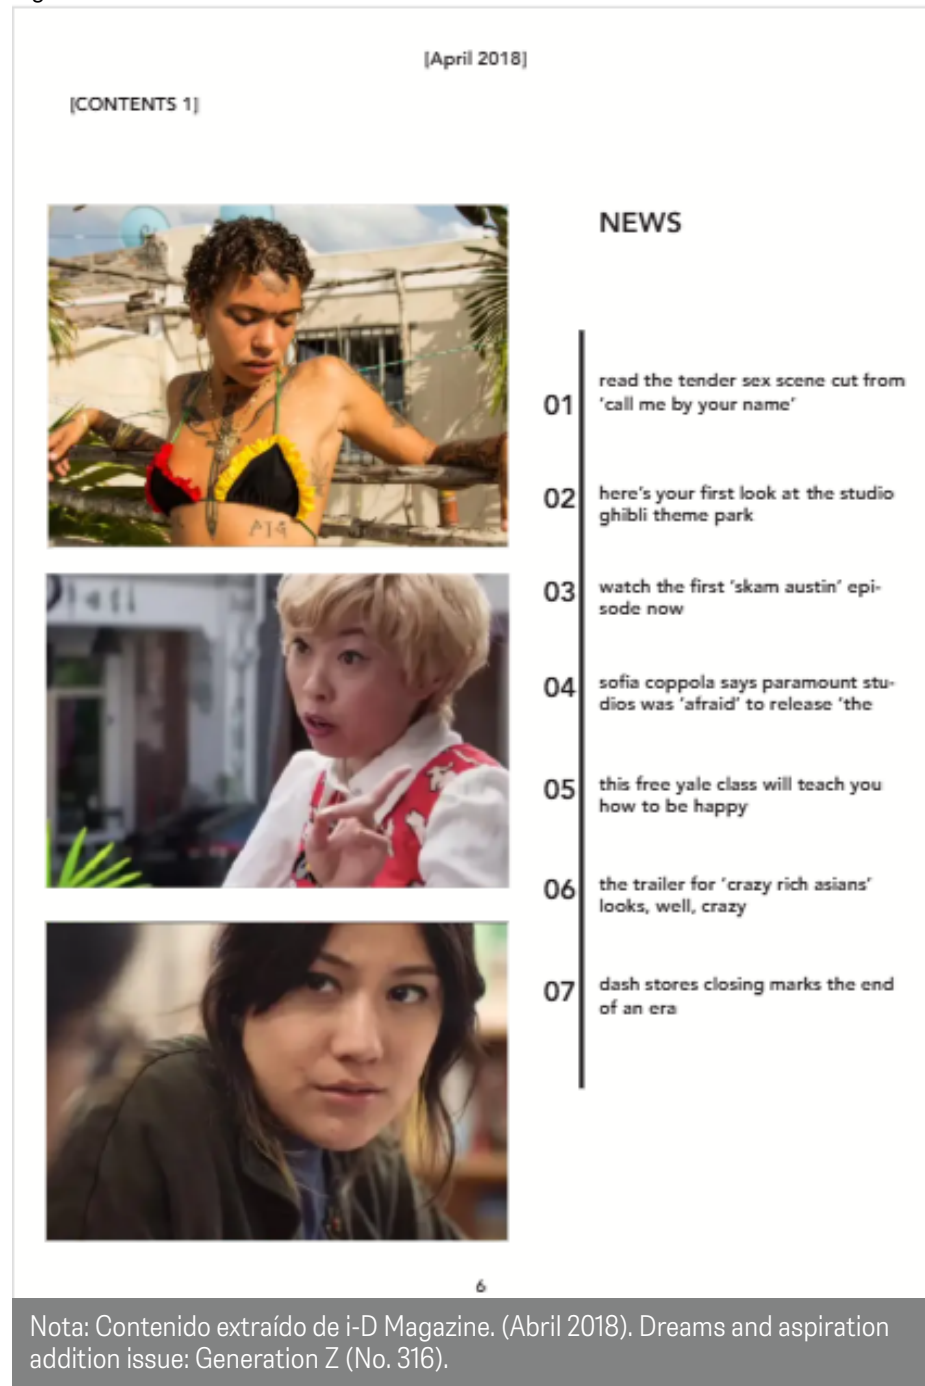 [April 2018]
[CONTENTS 1]
NEWS
01
read the tender sex scene cut from
'call me by your name'
02
here's your first look at the studio
ghibli theme park
03
watch the first 'skam austin' epi-
sode now
04
sofia coppola says paramount stu-
dios was 'afraid' to release 'the
05
this free yale class will teach you
how to be happy
06
the trailer for 'crazy rich asians'
looks, well, crazy
07
dash stores closing marks the end
of an era
6
Nota: Contenido extraído de i-D Magazine. (Abril 2018). Dreams and aspiration
addition issue: Generation Z (No. 316).